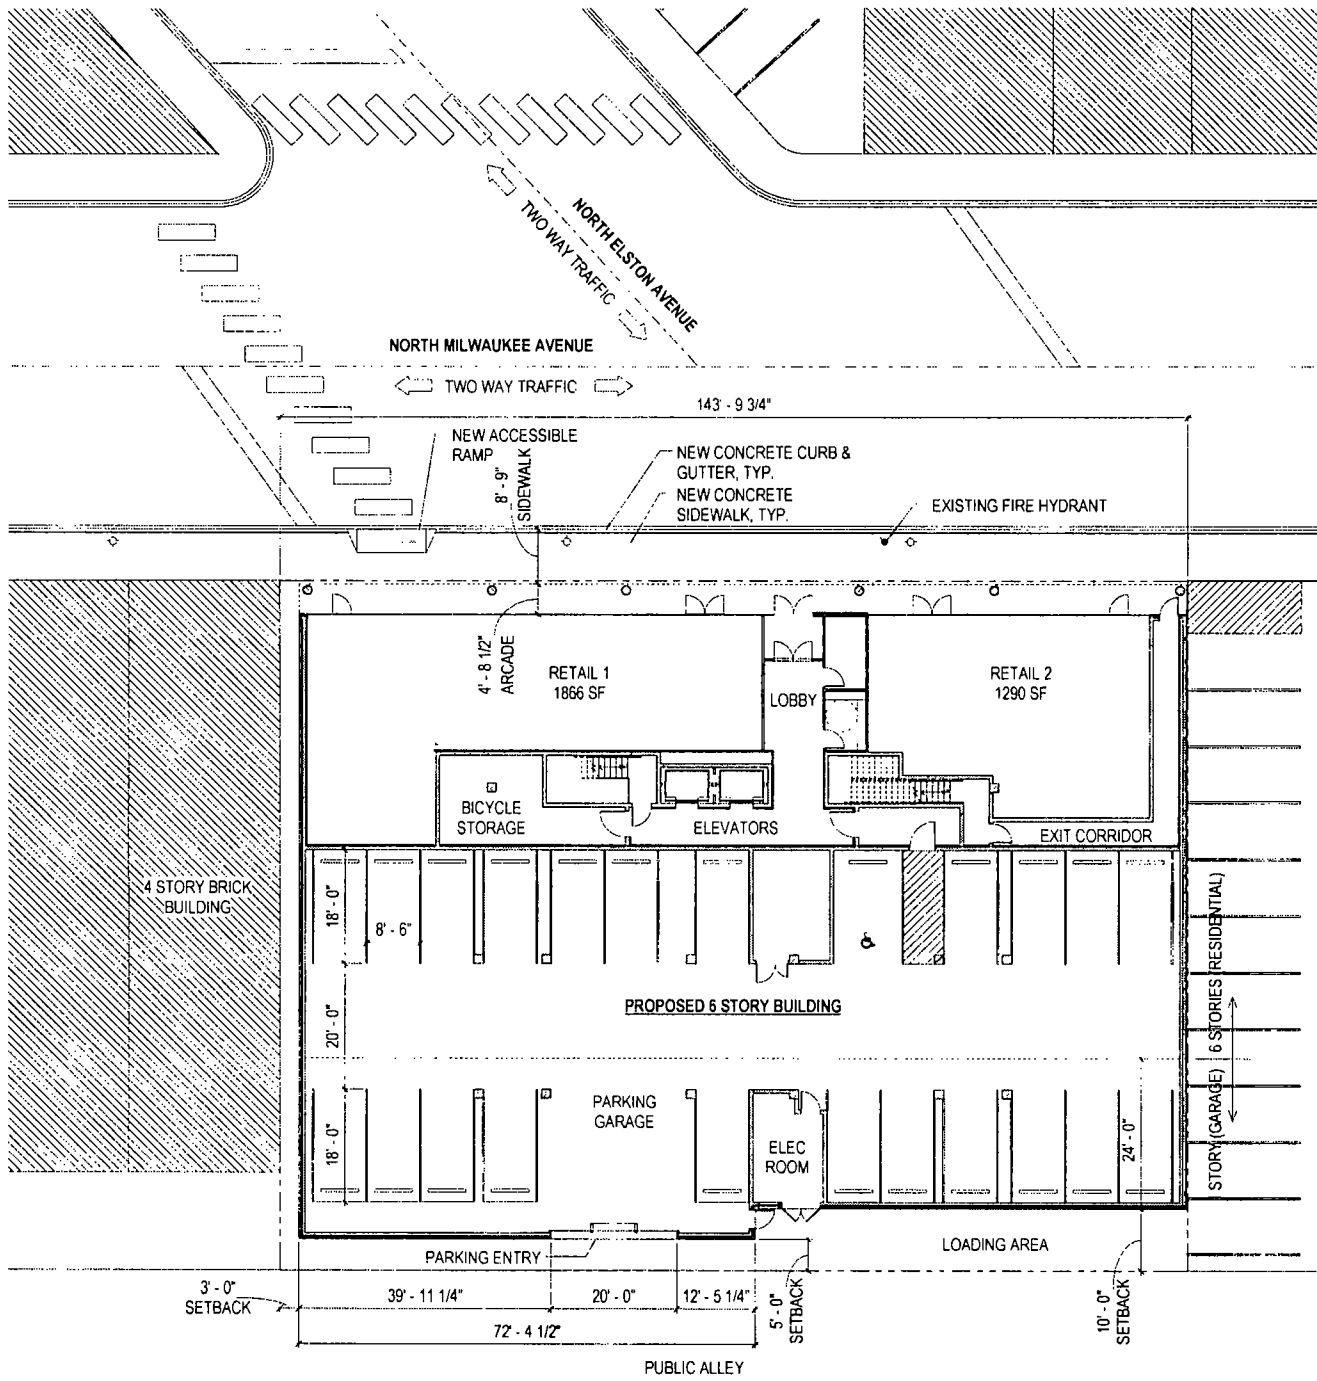 NORTH ELSTON AVENUE
TWO WAY TRAFFIC
NORTH MILWAUKEE AVENUE
TWO WAY TRAFFIC
143' - 9 3/4"
NEW ACCESSIBLE
RAMP
8' - 9"
SIDEWALK
NEW CONCRETE CURB &
GUTTER, TYP.
NEW CONCRETE
SIDEWALK, TYP.
EXISTING FIRE HYDRANT
4' - 8 1/2"
ARCADE
RETAIL 1
1866 SF
LOBBY
RETAIL 2
1290 SF
BICYCLE
STORAGE
ELEVATORS
EXIT CORRIDOR
4 STORY BRICK
BUILDING
18' - 0"
8' - 6"
PROPOSED 6 STORY BUILDING
20' - 0"
18' - 0"
PARKING
GARAGE
ELEC
ROOM
24' - 0"
STORY (GARAGE) 6 STORIES (RESIDENTIAL)
PARKING ENTRY
LOADING AREA
3' - 0"
SETBACK
39' - 11 1/4"
20' - 0"
12' - 5 1/4"
5' - 0"
SETBACK
10' - 0"
SETBACK
72' - 4 1/2"
PUBLIC ALLEY